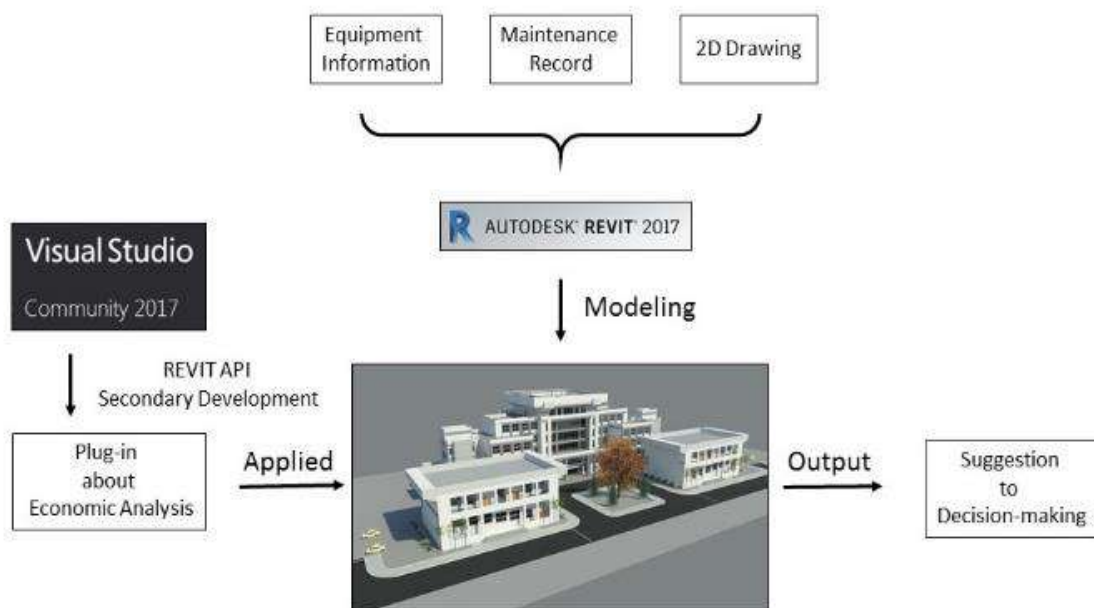 Equipment
Information
Maintenance
Record
2D Drawing
AUTODESK® REVIT® 2017
Modeling
Visual Studio
Community 2017
REVIT API
Secondary Development
Plug-in
about
Economic Analysis
Applied
Output
Suggestion
to
Decision-making